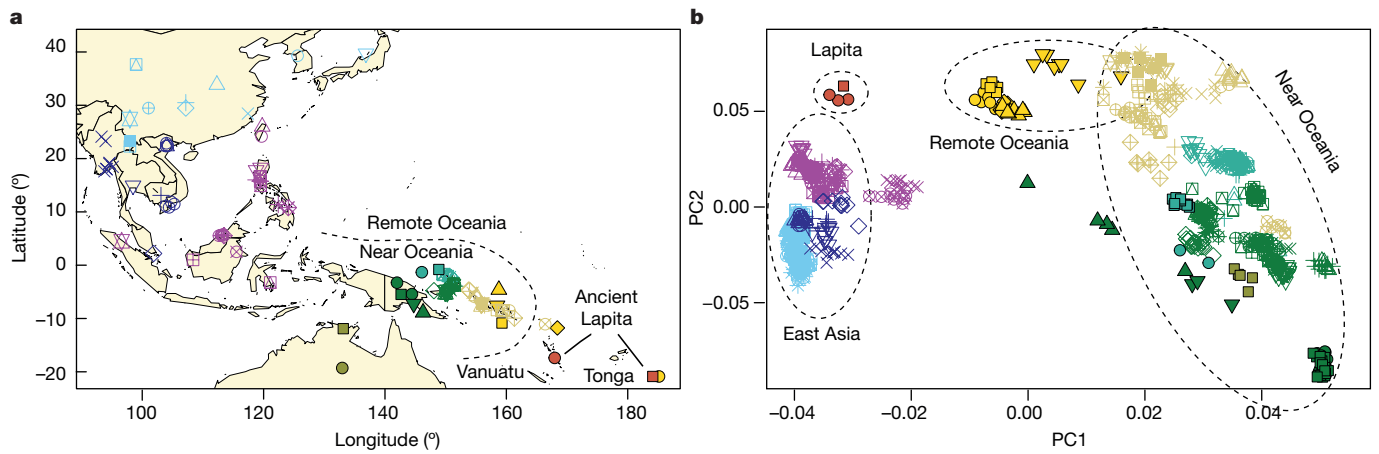 a
Latitude (º)
40
30
20
10
0
−10
−20
100
120
140
160
180
Longitude (º)
Remote Oceania
Near Oceania
Ancient
Lapita
Vanuatu
Tonga
b
PC2
0.05
0.00
−0.05
−0.04
−0.02
0.00
0.02
0.04
PC1
Lapita
Remote Oceania
Near Oceania
East Asia